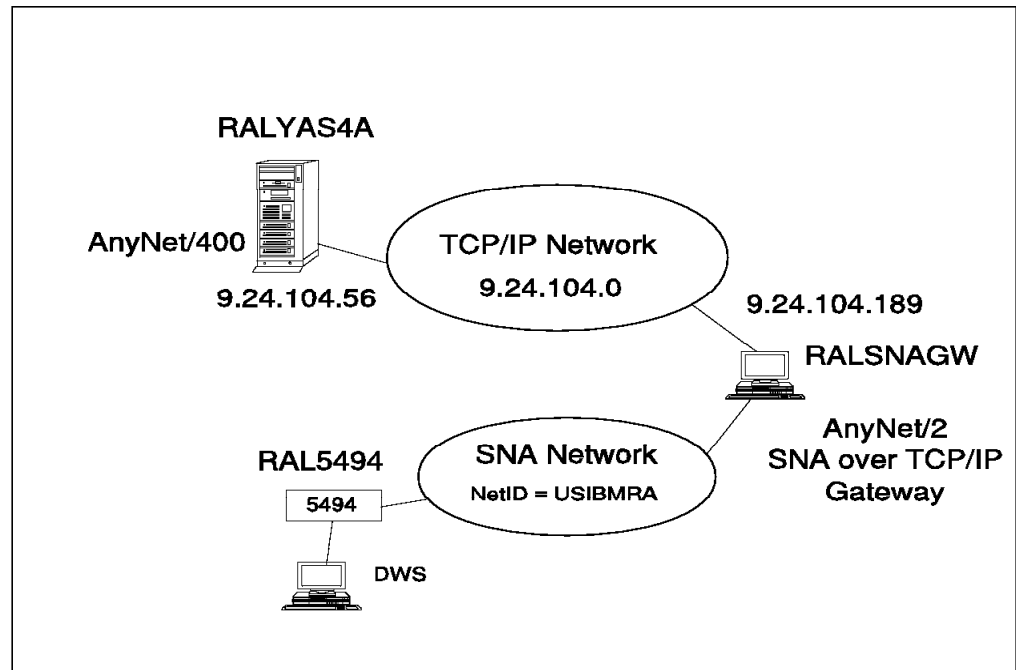 RALYAS4A
AnyNet/400
9.24.104.56
TCP/IP Network
9.24.104.0
9.24.104.189
RALSNAGW
AnyNet/2
SNA over TCP/IP
Gateway
SNA Network
NetID = USIBMRA
RAL5494
5494
DWS